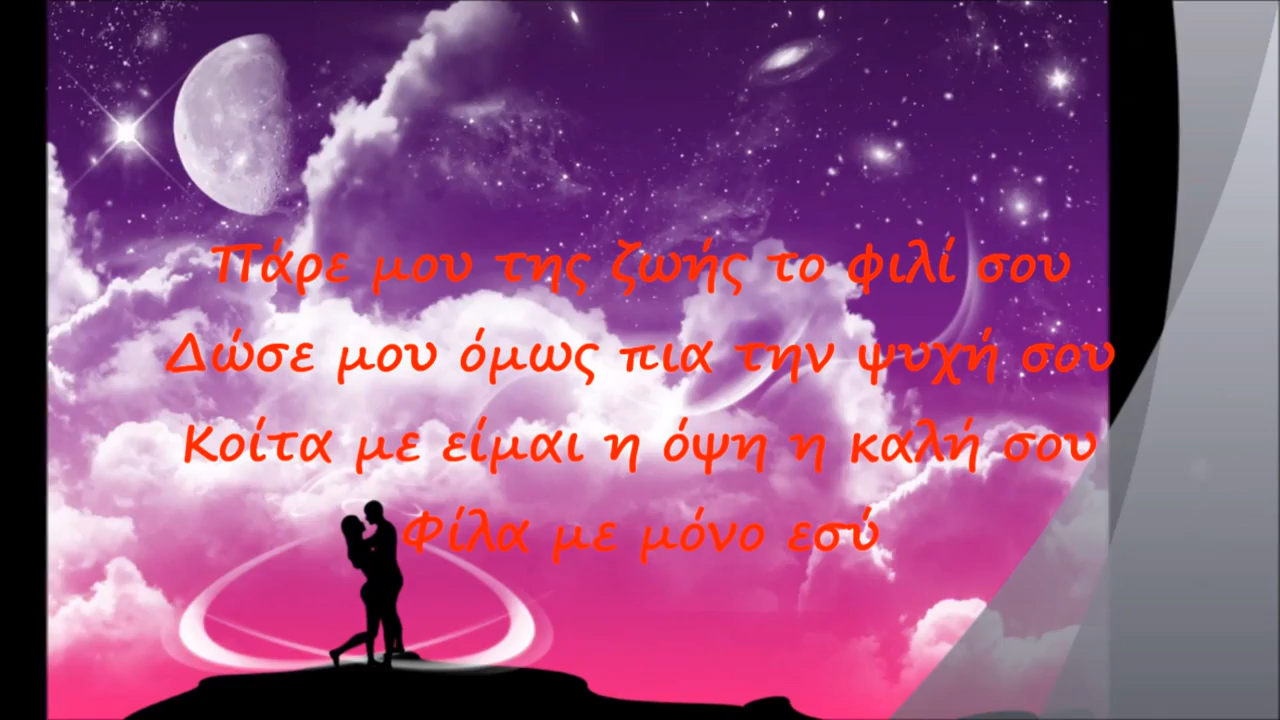 Πάρε μου της ζωής το φιλί σου
Δώσε μου όμως πια την ψυχή σου
Κοίτα με είμαι η όψη η καλή σου
Φίλα με μόνο εσύ